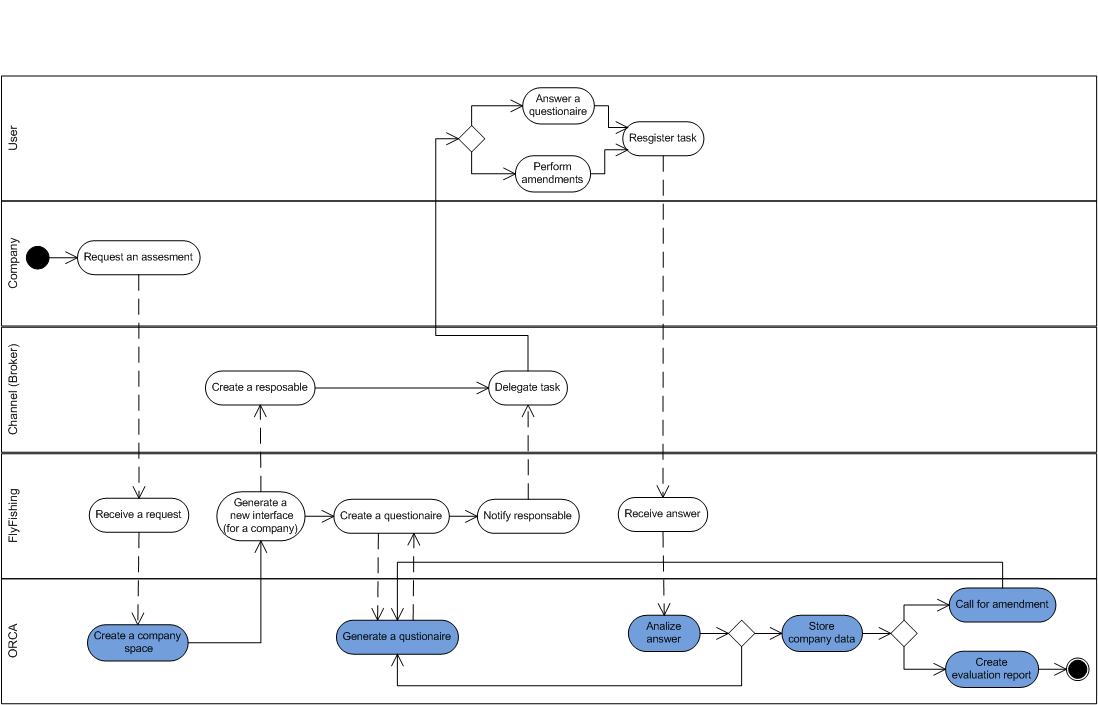 User
Answer a
questionaire
Resgister task
Perform
amendments
Company
Request an assesment
Channel (Broker)
Create a resposable
Delegate task
FlyFishing
Receive a request
Generate a
new interface
(for a company)
Create a questionaire
Notify responsable
Receive answer
ORCA
Create a company
space
Generate a qustionaire
Analize
answer
Store
company data
Call for amendment
Create
evaluation report